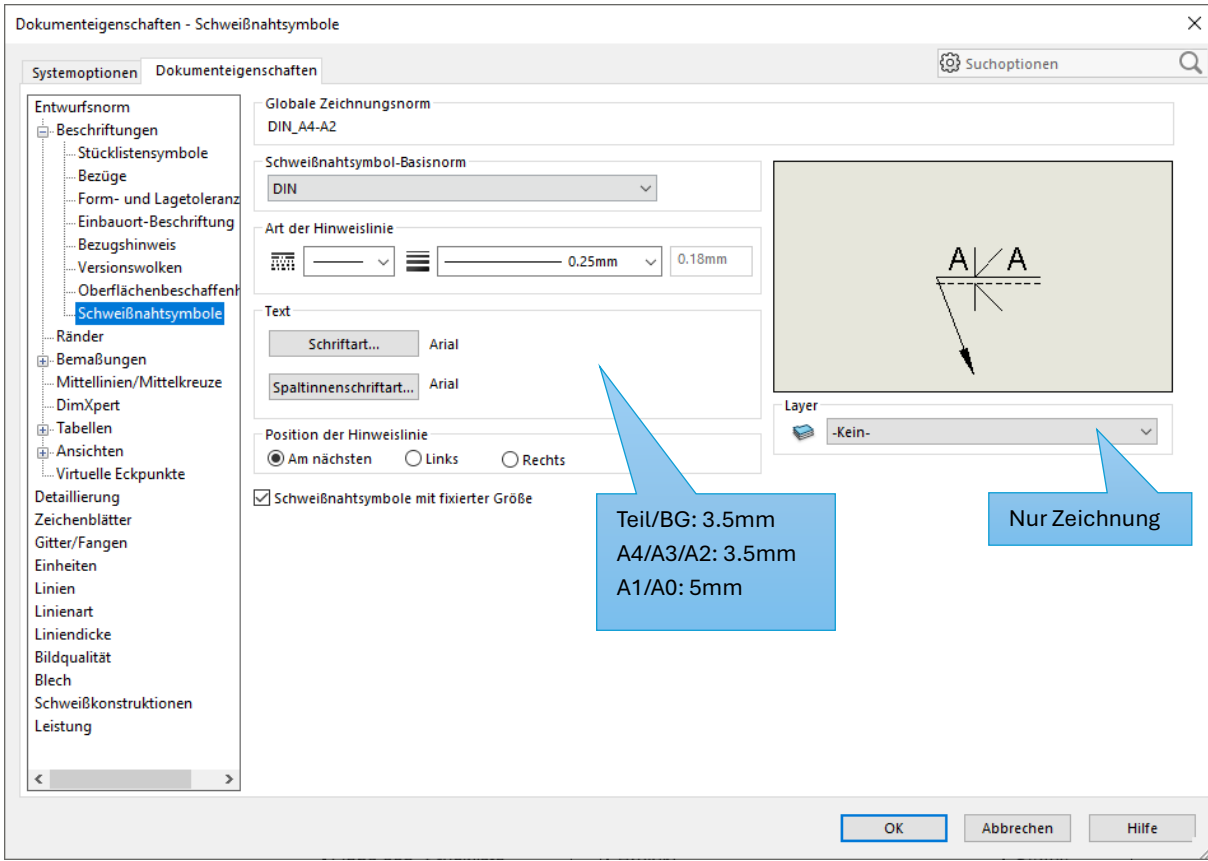 Dokumenteigenschaften - Schweißnahtsymbole
Systemoptionen
Dokumenteigenschaften
Suchoptionen
Entwurfsnorm
Beschriftungen
Stücklistensymbole
Bezüge
Form- und Lagetoleranz
Einbauort-Beschriftung
Bezugshinweis
Versionswolken
Oberflächenbeschaffenh
Schweißnahtsymbole
Ränder
Bemaßungen
Mittellinien/Mittelkreuze
DimXpert
Tabellen
Ansichten
Virtuelle Eckpunkte
Detaillierung
Zeichenblätter
Gitter/Fangen
Einheiten
Linien
Linienart
Liniendicke
Bildqualität
Blech
Schweißkonstruktionen
Leistung
Globale Zeichnungsnorm
DIN_A4-A2
Schweißnahtsymbol-Basisnorm
DIN
Art der Hinweislinie
0.25mm
0.18mm
Text
Schriftart... Arial
Spaltinnenschriftart... Arial
Position der Hinweislinie
Am nächsten Links Rechts
Schweißnahtsymbole mit fixierter Größe
A A
Layer
-Kein-
Teil/BG: 3.5mm
A4/A3/A2: 3.5mm
A1/A0: 5mm
Nur Zeichnung
OK Abbrechen Hilfe